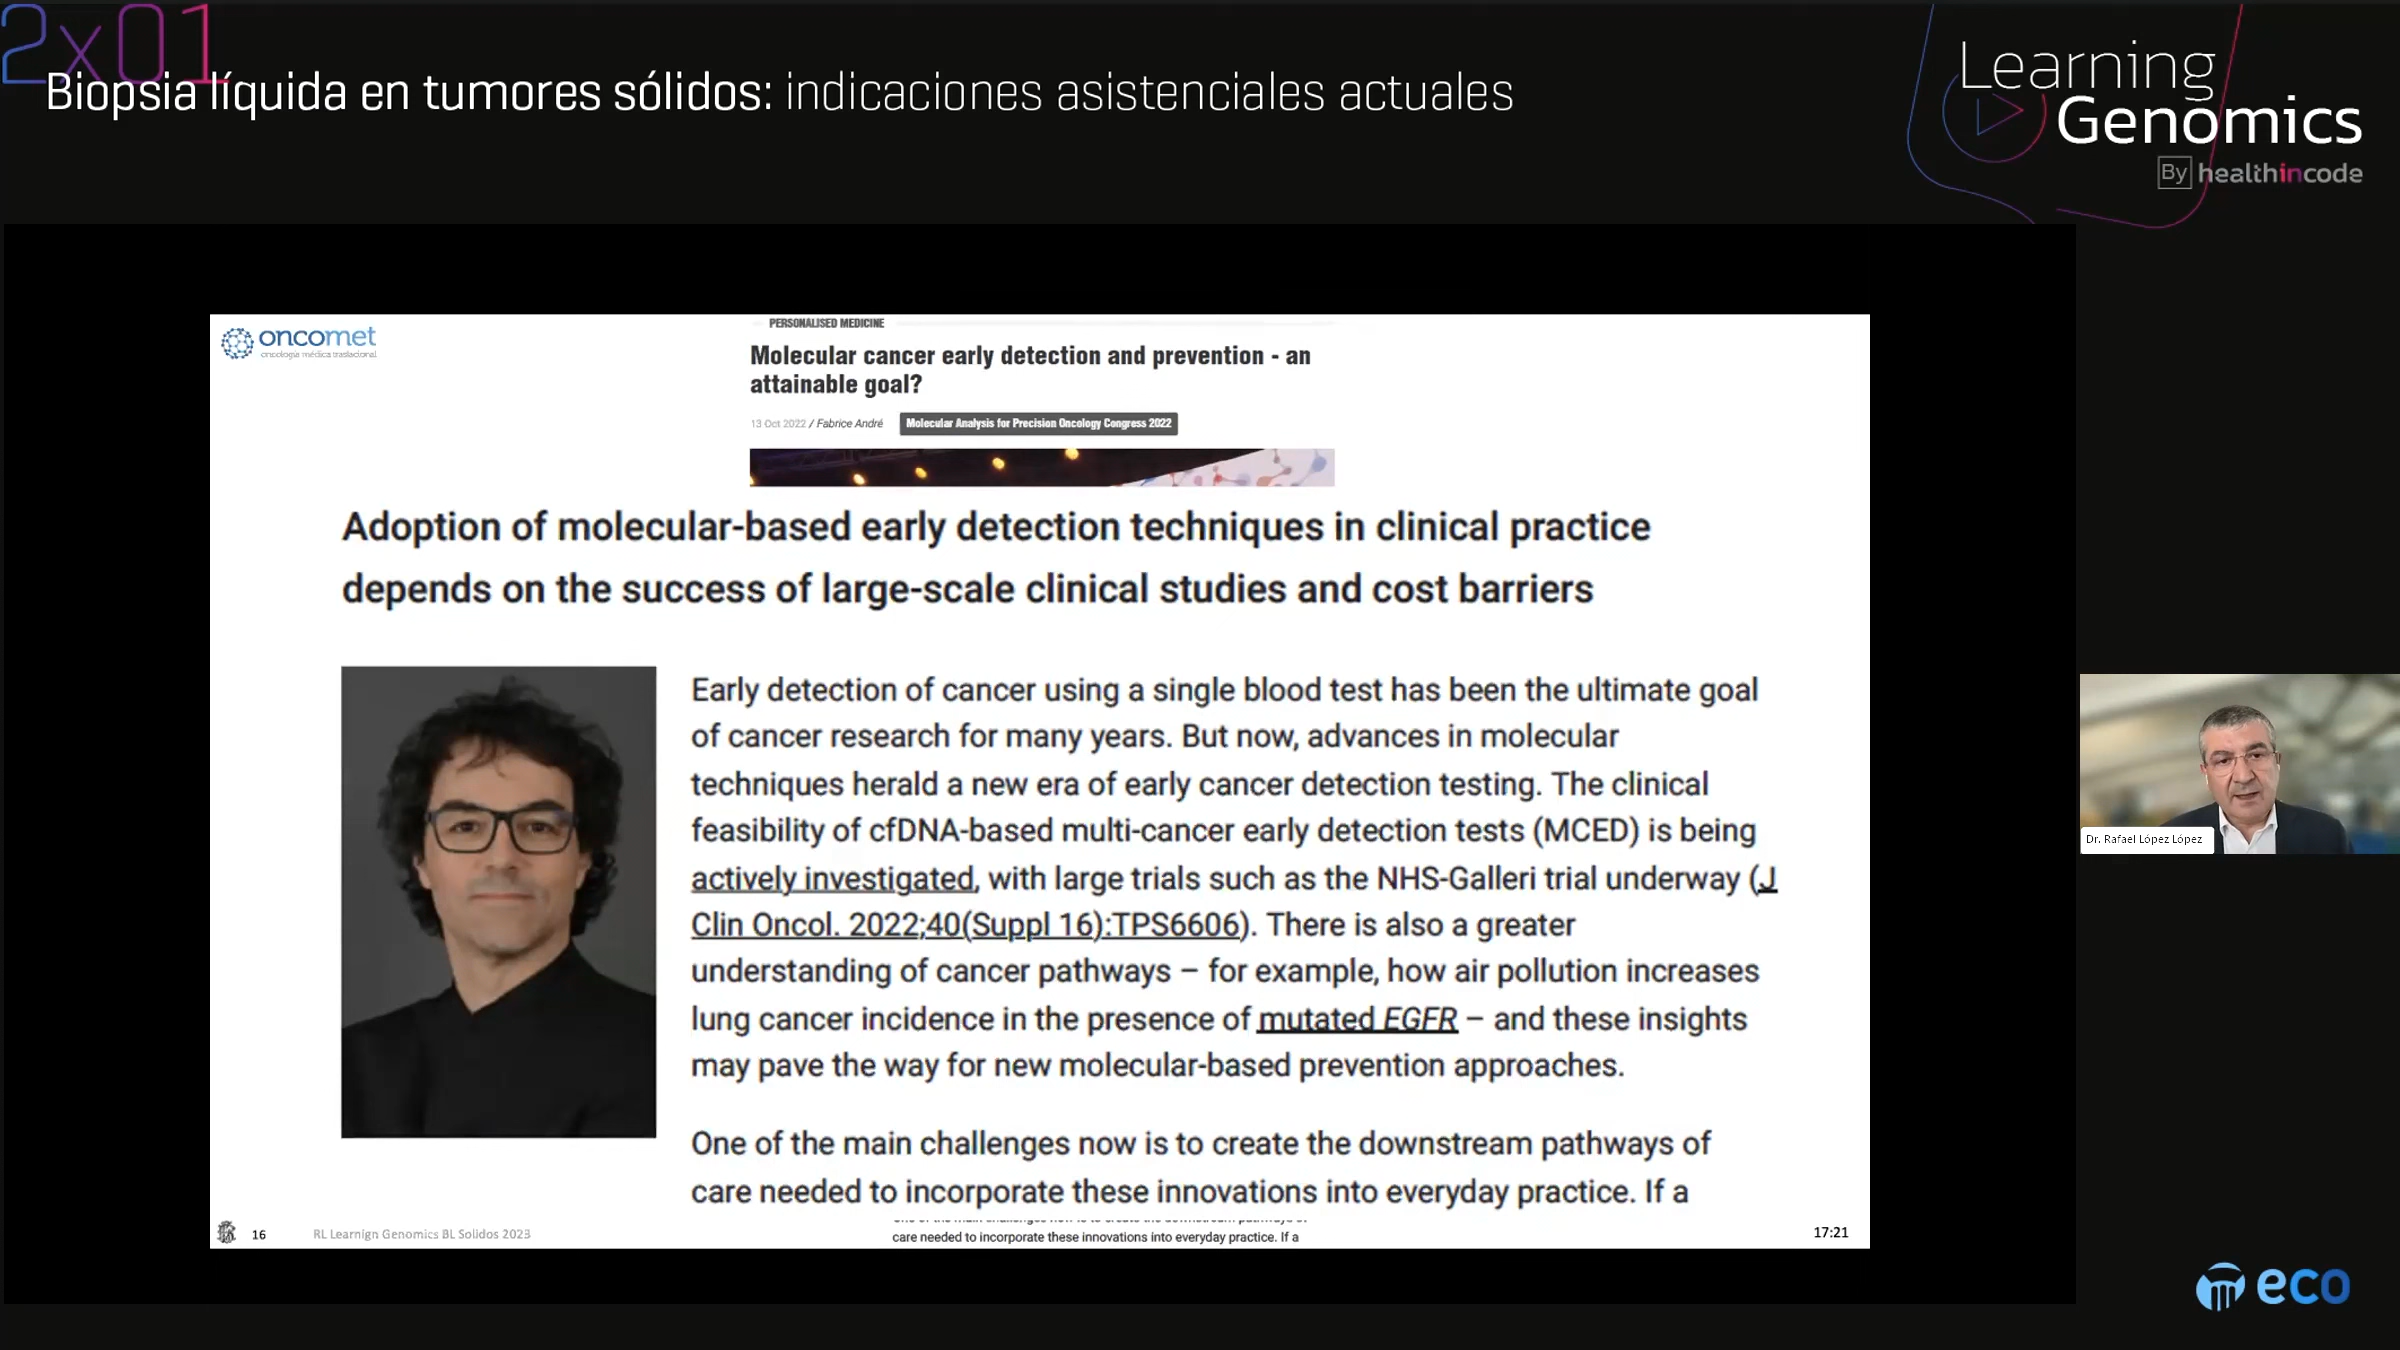 2x01
Biopsia líquida en tumores sólidos: indicaciones asistenciales actuales
Learning
Genomics
By healthincode
oncomet
oncología médica traslacional
PERSONALISED MEDICINE
Molecular cancer early detection and prevention - an
attainable goal?
13 Oct 2022 / Fabrice André
Molecular Analysis for Precision Oncology Congress 2022
Adoption of molecular-based early detection techniques in clinical practice
depends on the success of large-scale clinical studies and cost barriers
Early detection of cancer using a single blood test has been the ultimate goal
of cancer research for many years. But now, advances in molecular
techniques herald a new era of early cancer detection testing. The clinical
feasibility of cfDNA-based multi-cancer early detection tests (MCED) is being
actively investigated, with large trials such as the NHS-Galleri trial underway (J
Clin Oncol. 2022;40(Suppl 16):TPS6606). There is also a greater
understanding of cancer pathways – for example, how air pollution increases
lung cancer incidence in the presence of mutated EGFR – and these insights
may pave the way for new molecular-based prevention approaches.
One of the main challenges now is to create the downstream pathways of
care needed to incorporate these innovations into everyday practice. If a
care needed to incorporate these innovations into everyday practice. If a
16
RL Learnign Genomics BL Solidos 2023
17:21
Dr. Rafael López López
eco